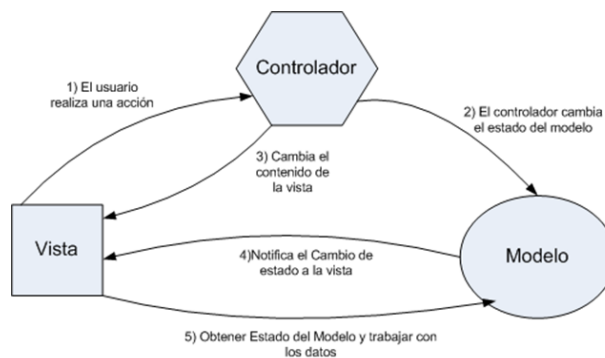 Controlador
1) El usuario
realiza una acción
2) El controlador cambia
el estado del modelo
3) Cambia el
contenido de
la vista
Vista
4)Notifica el Cambio de
estado a la vista
Modelo
5) Obtener Estado del Modelo y trabajar con
los datos